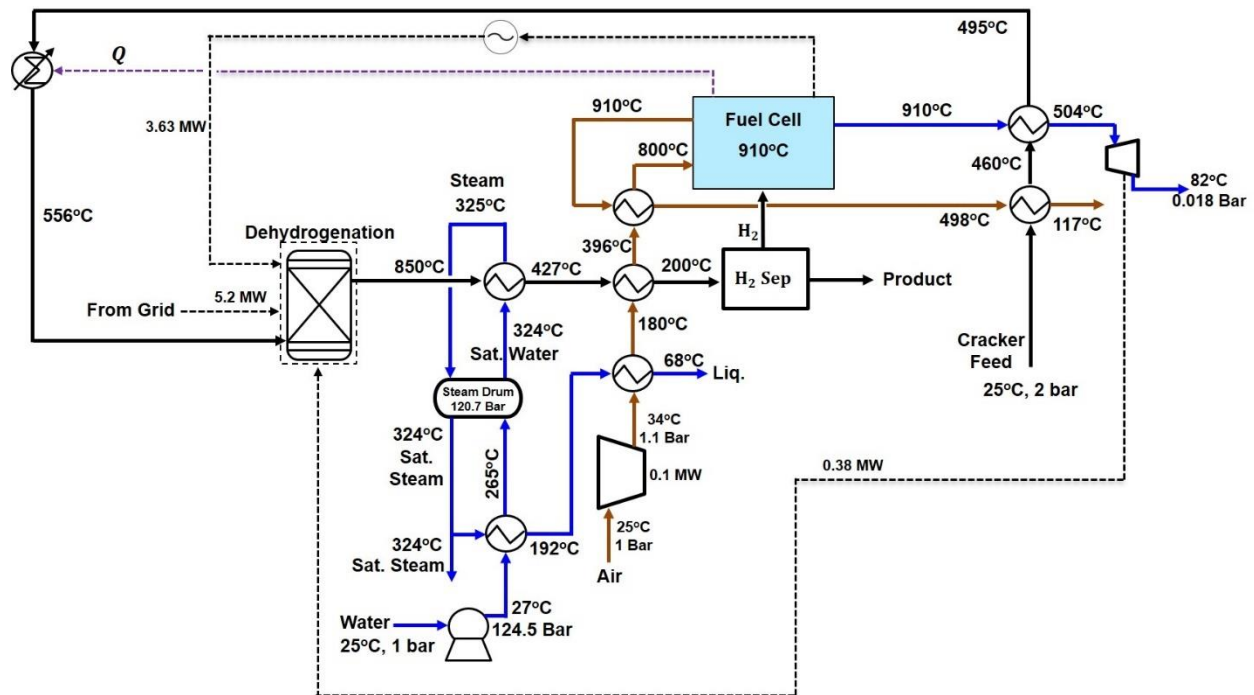 495°C
Q
910°C
Fuel Cell
910°C
910°C
504°C
3.63 MW
800°C
460°C
82°C
0.018 Bar
Steam
325°C
556°C
498°C
117°C
Dehydrogenation
H₂
396°C
850°C
427°C
200°C
H₂ Sep
Product
From Grid
5.2 MW
324°C
Sat. Water
180°C
Cracker
Feed
25°C, 2 bar
68°C
Liq.
Steam Drum
120.7 Bar
34°C
1.1 Bar
324°C
Sat.
Steam
265°C
0.1 MW
0.38 MW
324°C
Sat. Steam
192°C
25°C
1 Bar
Air
27°C
124.5 Bar
Water
25°C, 1 bar